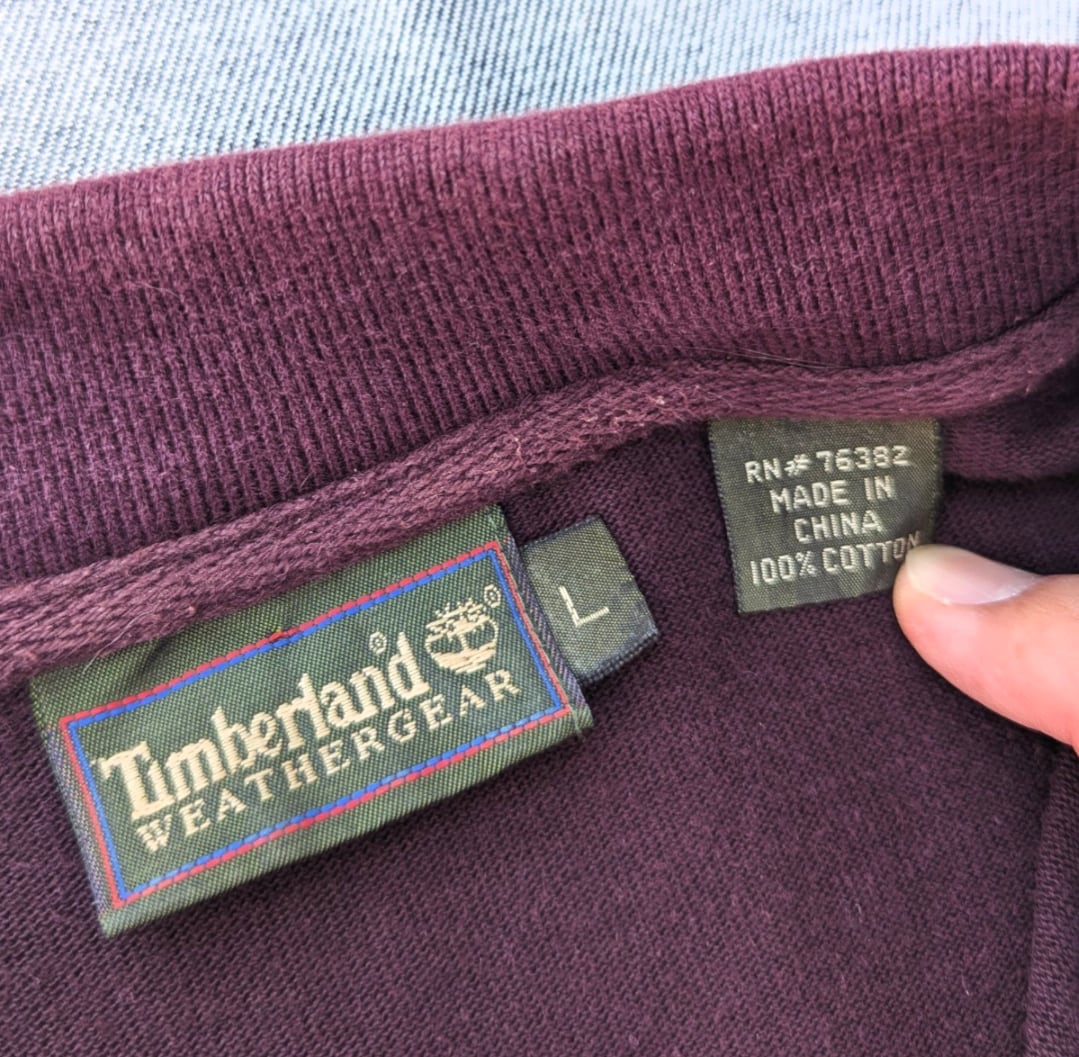 Timberland®
WEATHERGEAR
®
L
RN# 76382
MADE IN
CHINA
100% COTTON